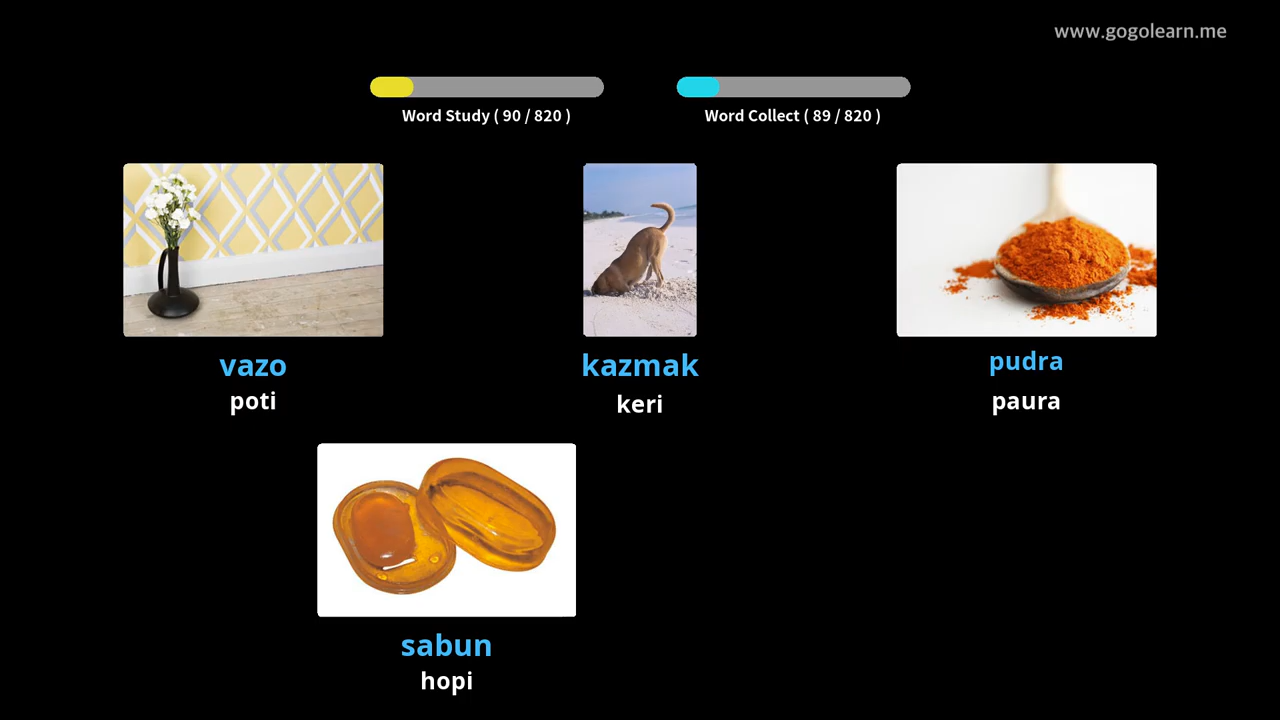 www.gogolearn.me
Word Study ( 90 / 820 )
Word Collect ( 89 / 820 )
vazo
poti
kazmak
keri
pudra
paura
sabun
hopi